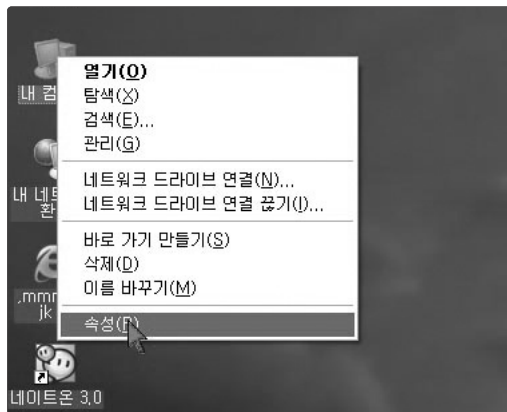 내 컴
열기(O)
탐색(X)
검색(E)...
관리(G)
네트워크 드라이브 연결(N)...
네트워크 드라이브 연결 끊기(I)...
내 네트
환
바로 가기 만들기(S)
삭제(D)
이름 바꾸기(M)
,mmr
jk
속성(R)
네이트온 3.0